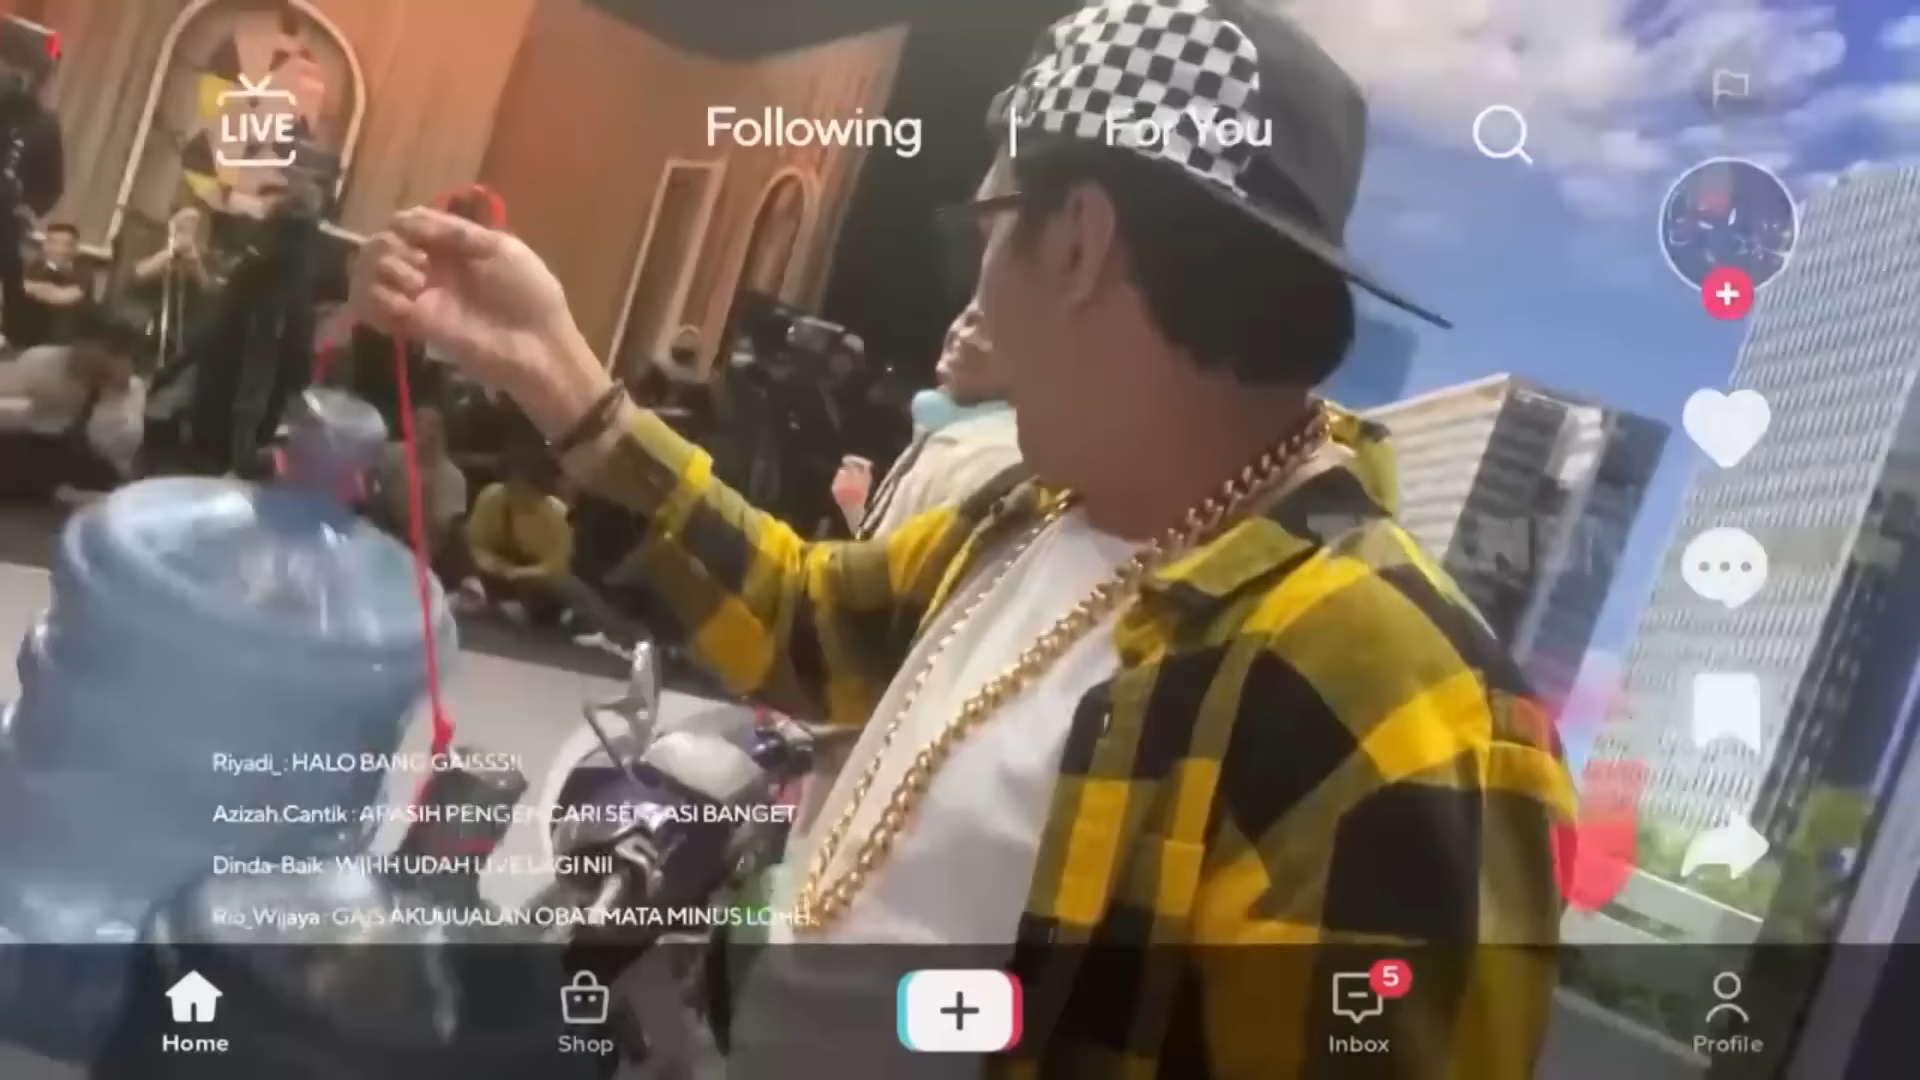 LIVE
Following | For You
Riyadi_: HALO BANG GAISSS!!
Azizah.Cantik : APASIH PENGEN CARI SENSASI BANGET
Dinda-Baik : WIHH UDAH LIVE LAGI NII
Rio_Wijaya : GAIS AKU JUALAN OBAT MATA MINUS LOHH..
5
Home
Shop
Inbox
Profile